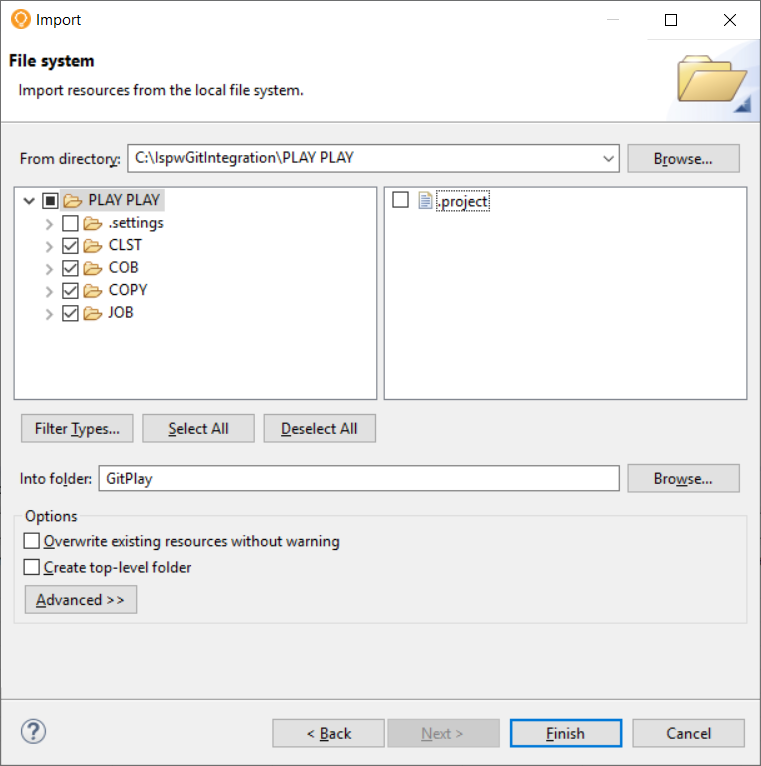 Import
File system
Import resources from the local file system.
From directory: C:\IspwGitIntegration\PLAY PLAY Browse...
PLAY PLAY
.settings
CLST
COB
COPY
JOB
.project
Filter Types... Select All Deselect All
Into folder: GitPlay Browse...
Options
Overwrite existing resources without warning
Create top-level folder
Advanced >>
? < Back Next > Finish Cancel